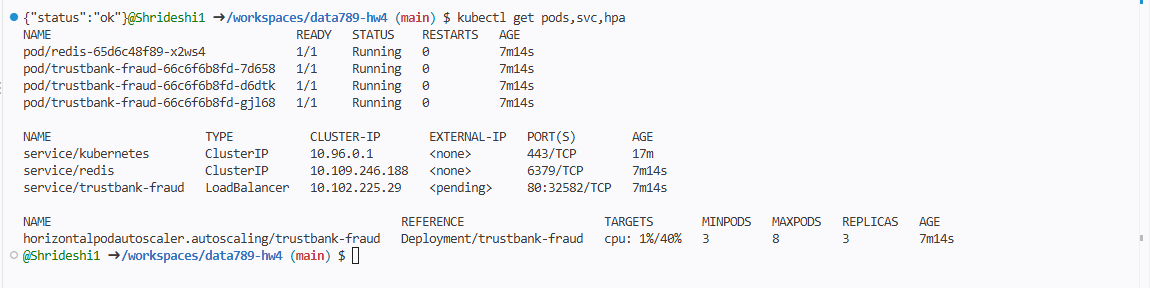 {"status":"ok"}@Shrideshi1 ➜/workspaces/data789-hw4 (main) $ kubectl get pods,svc,hpa
NAME READY STATUS RESTARTS AGE
pod/redis-65d6c48f89-x2ws4 1/1 Running 0 7m14s
pod/trustbank-fraud-66c6f6b8fd-7d658 1/1 Running 0 7m14s
pod/trustbank-fraud-66c6f6b8fd-d6dtk 1/1 Running 0 7m14s
pod/trustbank-fraud-66c6f6b8fd-gjl68 1/1 Running 0 7m14s
NAME TYPE CLUSTER-IP EXTERNAL-IP PORT(S) AGE
service/kubernetes ClusterIP 10.96.0.1 <none> 443/TCP 17m
service/redis ClusterIP 10.109.246.188 <none> 6379/TCP 7m14s
service/trustbank-fraud LoadBalancer 10.102.225.29 <pending> 80:32582/TCP 7m14s
NAME REFERENCE TARGETS MINPODS MAXPODS REPLICAS AGE
horizontalpodautoscaler.autoscaling/trustbank-fraud Deployment/trustbank-fraud cpu: 1%/40% 3 8 3 7m14s
@Shrideshi1 ➜/workspaces/data789-hw4 (main) $